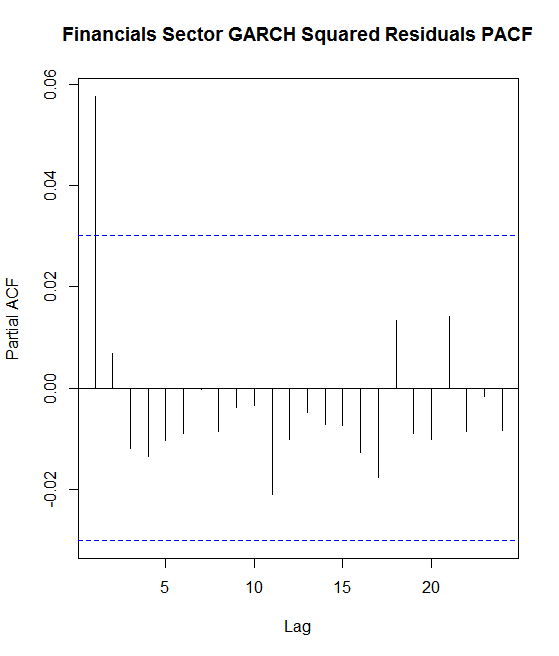 Financials Sector GARCH Squared Residuals PACF
0.06
0.04
0.02
0.00
-0.02
Partial ACF
5 10 15 20
Lag